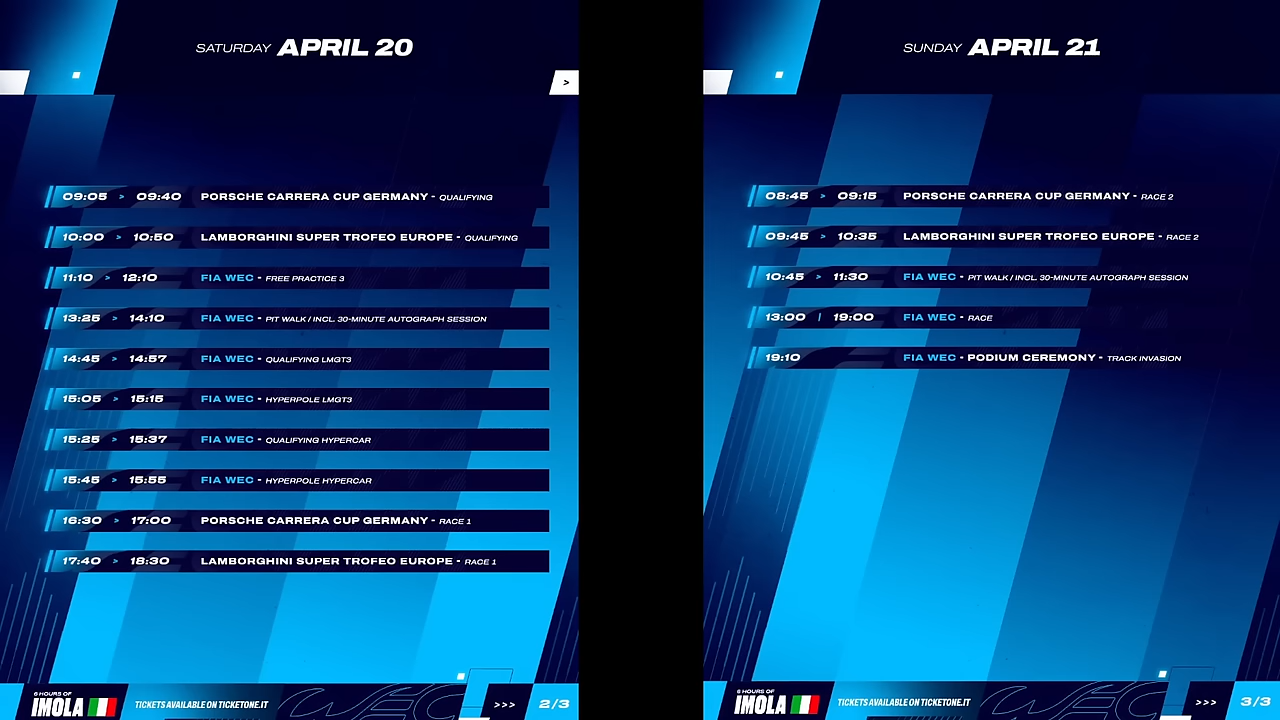 SATURDAY APRIL 20
>
09:05 > 09:40 PORSCHE CARRERA CUP GERMANY - QUALIFYING
10:00 > 10:50 LAMBORGHINI SUPER TROFEO EUROPE - QUALIFYING
11:10 > 12:10 FIA WEC - FREE PRACTICE 3
13:25 > 14:10 FIA WEC - PIT WALK / INCL. 30-MINUTE AUTOGRAPH SESSION
14:45 > 14:57 FIA WEC - QUALIFYING LMGT3
15:05 > 15:15 FIA WEC - HYPERPOLE LMGT3
15:25 > 15:37 FIA WEC - QUALIFYING HYPERCAR
15:45 > 15:55 FIA WEC - HYPERPOLE HYPERCAR
16:30 > 17:00 PORSCHE CARRERA CUP GERMANY - RACE 1
17:40 > 18:30 LAMBORGHINI SUPER TROFEO EUROPE - RACE 1
6 HOURS OF
IMOLA
TICKETS AVAILABLE ON TICKETONE.IT
WEC
>>> 2/3
SUNDAY APRIL 21
08:45 > 09:15 PORSCHE CARRERA CUP GERMANY - RACE 2
09:45 > 10:35 LAMBORGHINI SUPER TROFEO EUROPE - RACE 2
10:45 > 11:30 FIA WEC - PIT WALK / INCL. 30-MINUTE AUTOGRAPH SESSION
13:00 | 19:00 FIA WEC - RACE
19:10 FIA WEC - PODIUM CEREMONY - TRACK INVASION
6 HOURS OF
IMOLA
TICKETS AVAILABLE ON TICKETONE.IT
WEC
>>> 3/3